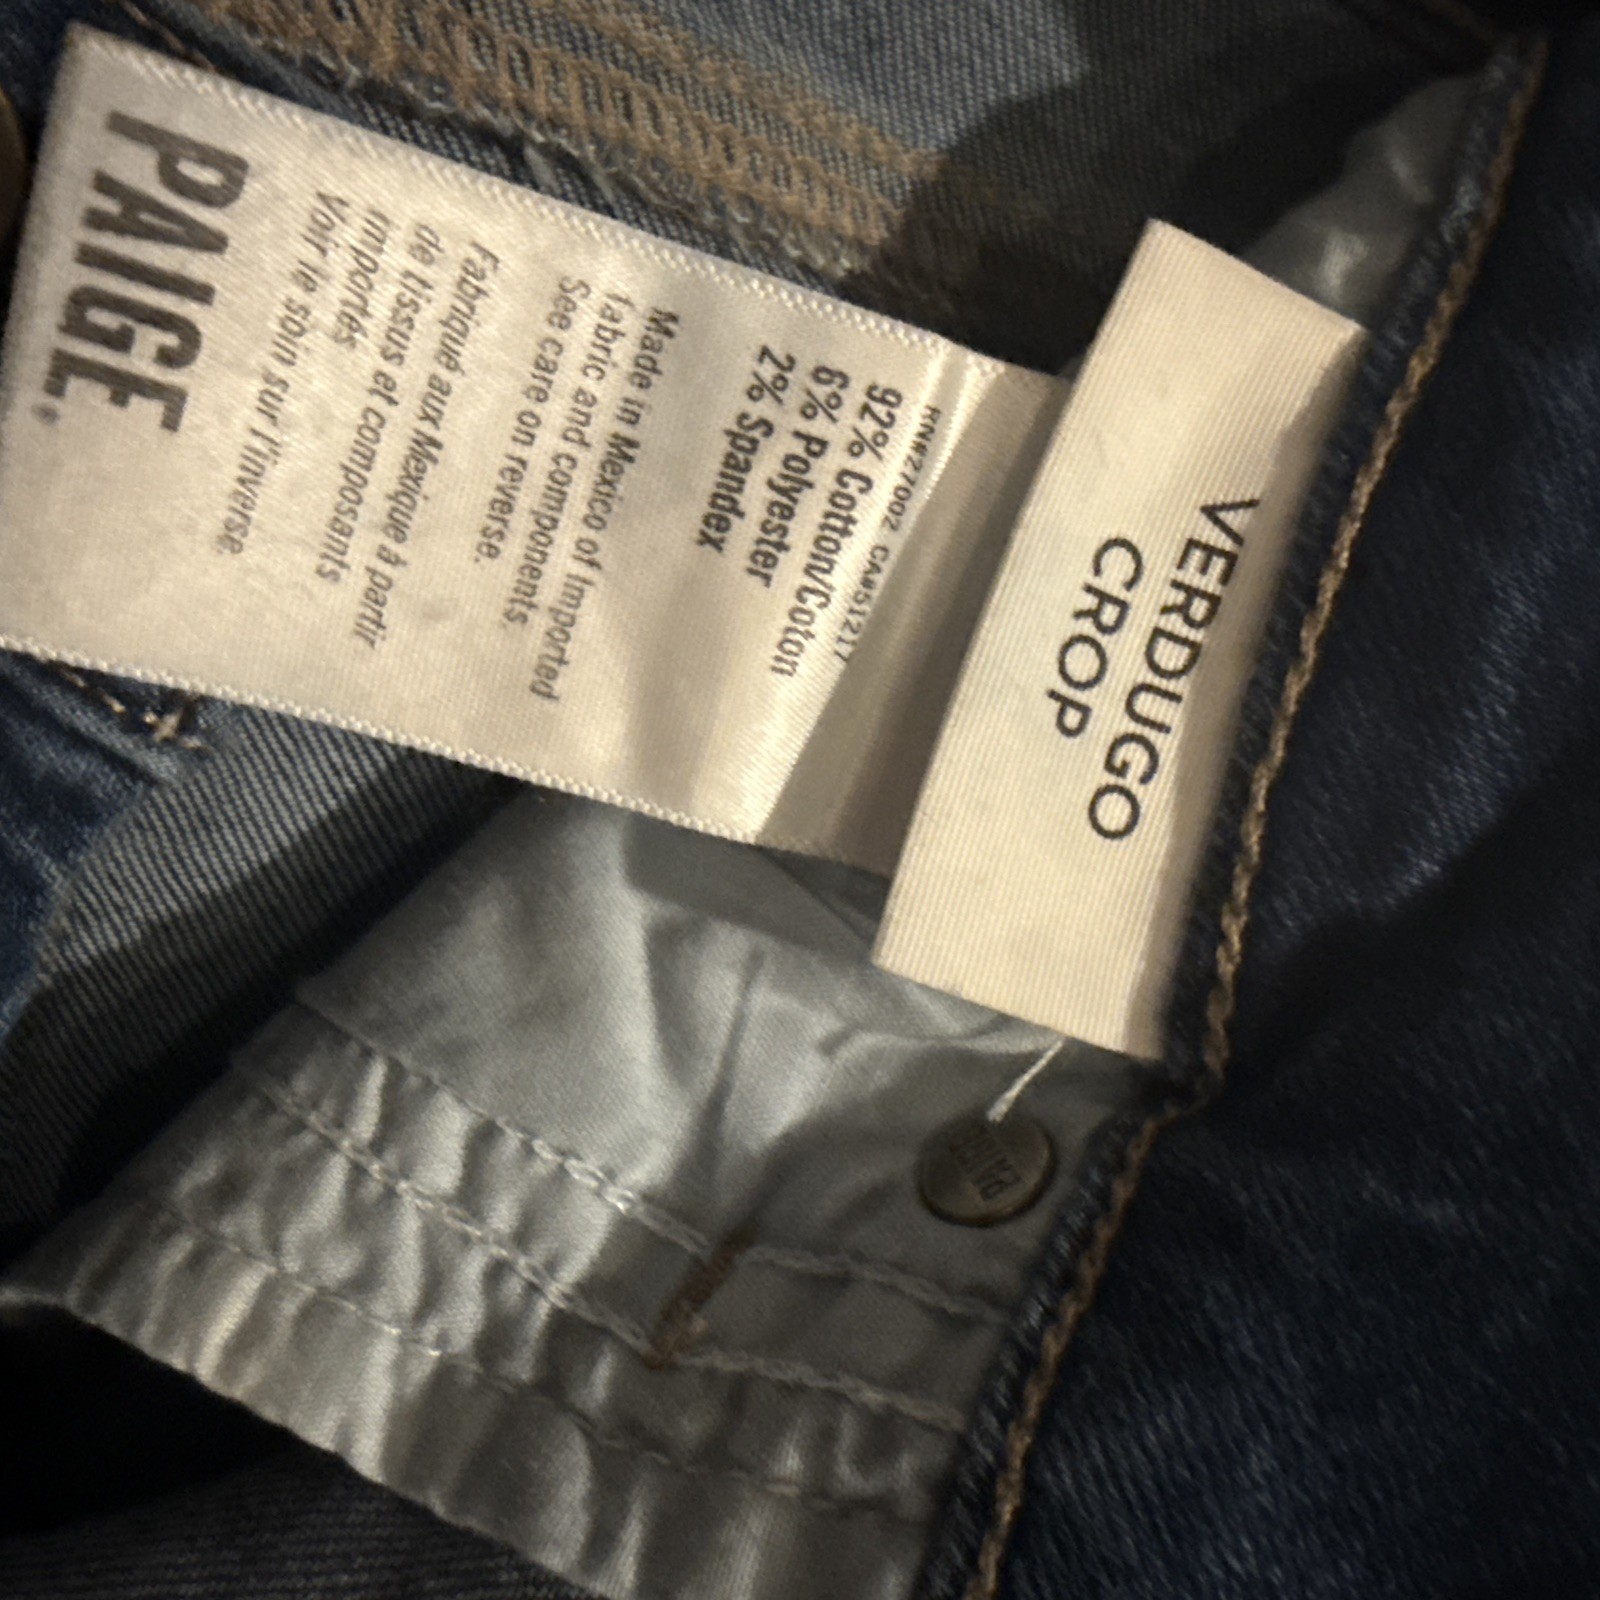 VERDUGO
CROP
RN#27002 CA#51217
92% Cotton/Coton
6% Polyester
2% Spandex
Made in Mexico of imported
fabric and components.
See care on reverse.
Fabriqué aux Mexique à partir
de tissus et composants
importés
Voir le soin sur l'inverse.
PAIGE®
PAIGE